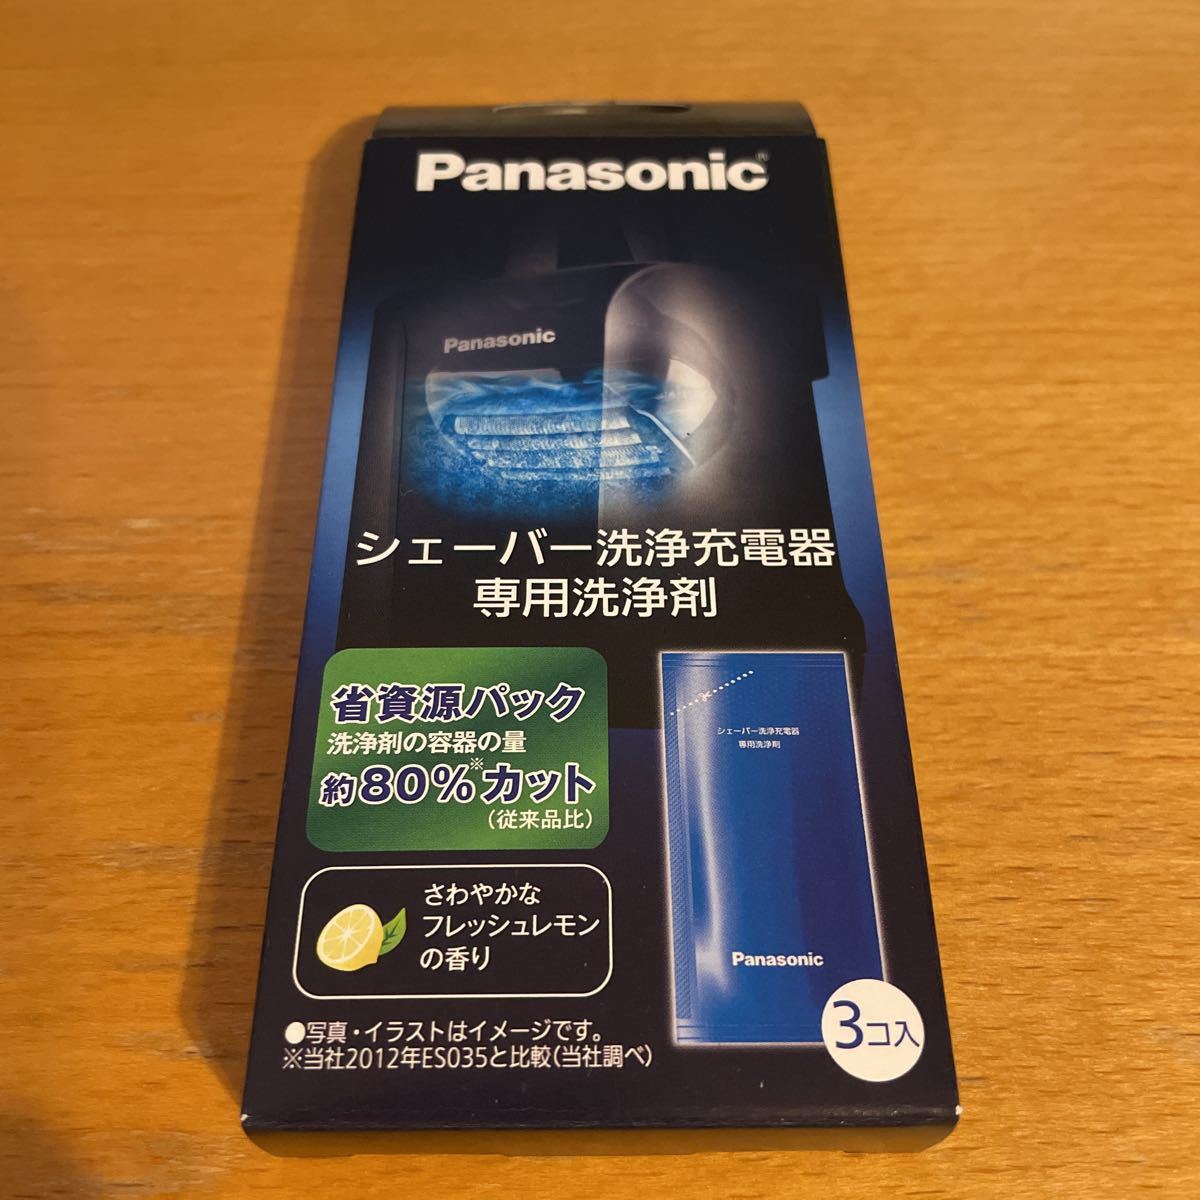 Panasonic®
Panasonic
シェーバー洗浄充電器
専用洗浄剤
省資源パック
洗浄剤の容器の量
約80%※カット
(従来品比)
さわやかな
フレッシュレモン
の香り
シェーバー洗浄充電器
専用洗浄剤
Panasonic
3コ入
●写真・イラストはイメージです。
※当社2012年ES035と比較(当社調べ)